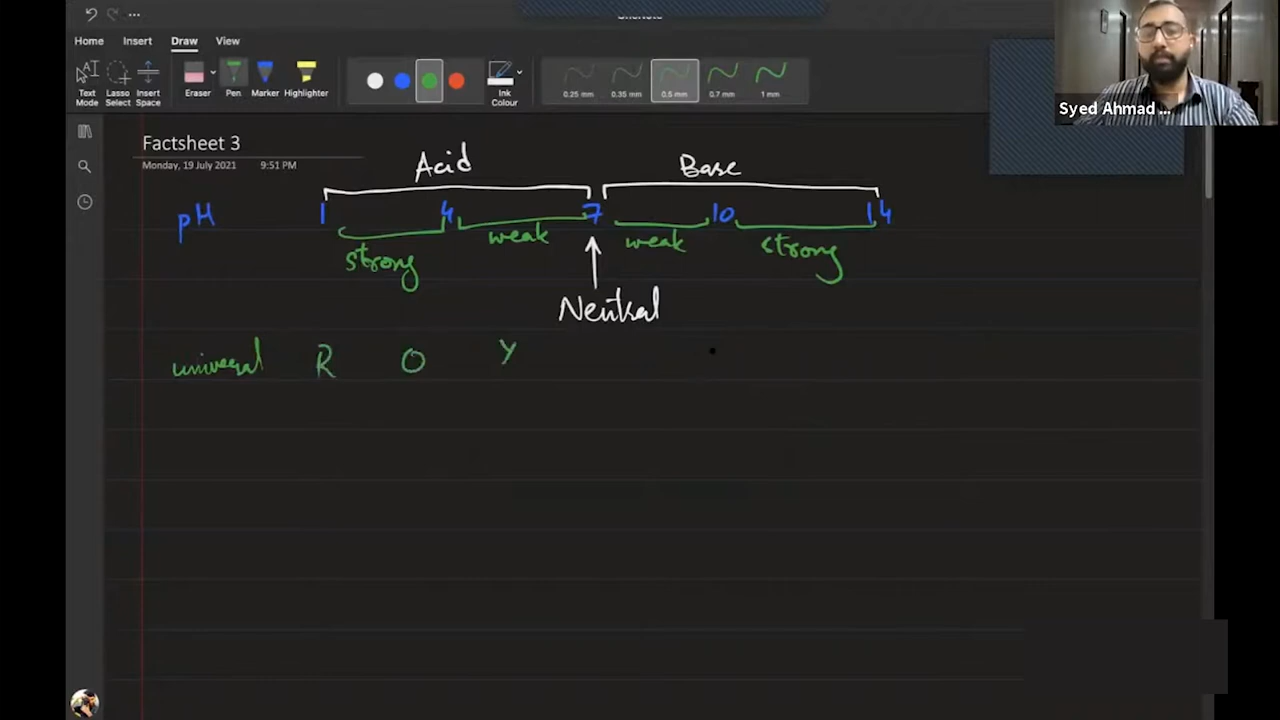 OneNote
Home Insert Draw View
Text Mode Lasso Select Insert Space Eraser Pen Marker Highlighter Ink Colour 0.25 mm 0.35 mm 0.5 mm 0.7 mm 1 mm
Syed Ahmad ...
Factsheet 3
Monday, 19 July 2021 9:51 PM
Acid Base
pH 1 4 7 10 14
strong weak weak strong
Neutral
univeral R O Y